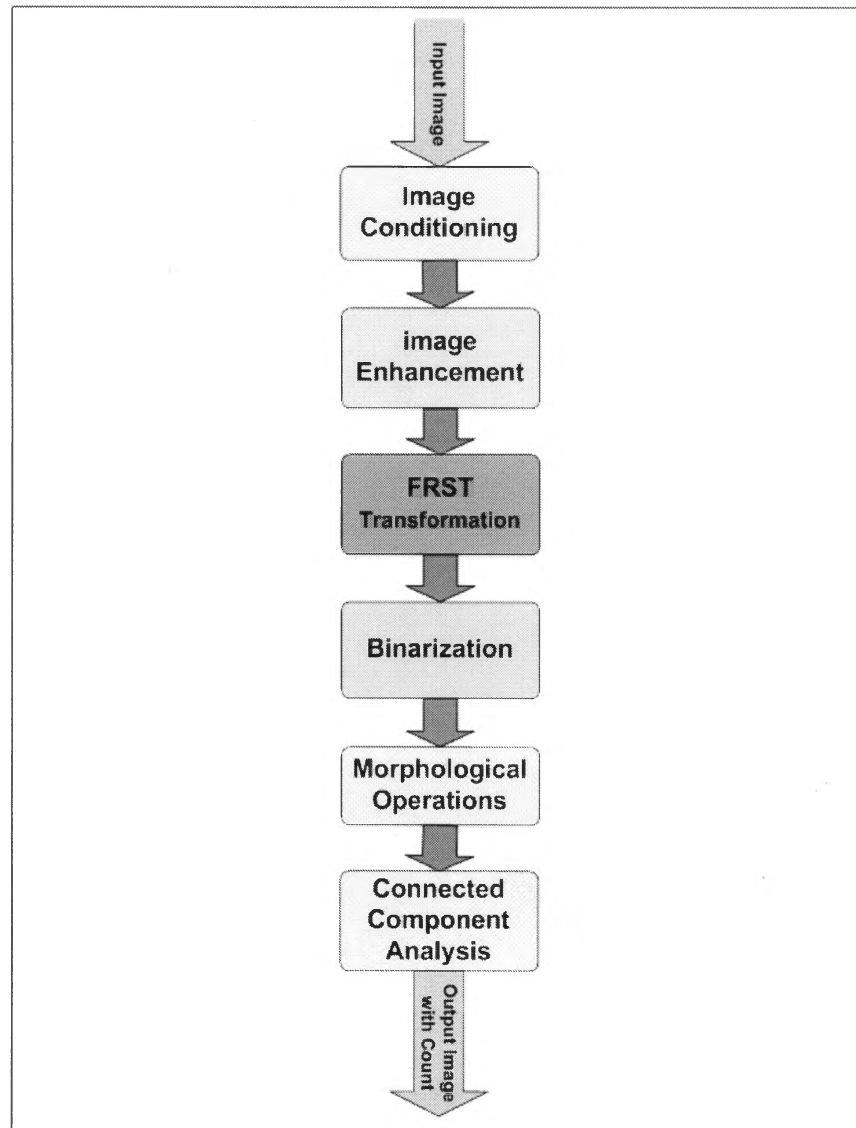 Input Image
Image
Conditioning
image
Enhancement
FRST
Transformation
Binarization
Morphological
Operations
Connected
Component
Analysis
Output Image
with Count